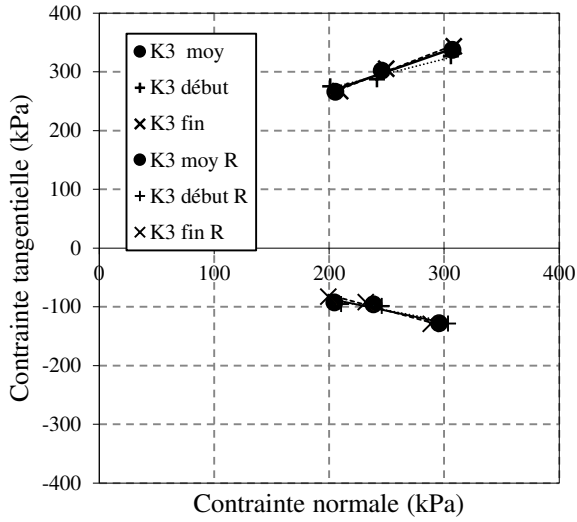 400
300
200
100
0
-100
-200
-300
-400
0
100
200
300
400
Contrainte tangentielle (kPa)
Contrainte normale (kPa)
K3 moy
K3 début
K3 fin
K3 moy R
K3 début R
K3 fin R